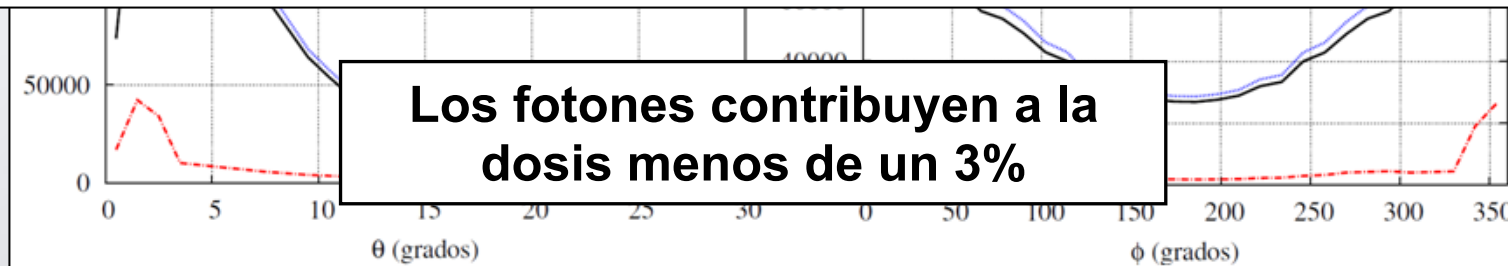 50000
0
0 5 10 15 20 25 30
θ (grados)
40000
0 50 100 150 200 250 300 350
ϕ (grados)
Los fotones contribuyen a la
dosis menos de un 3%